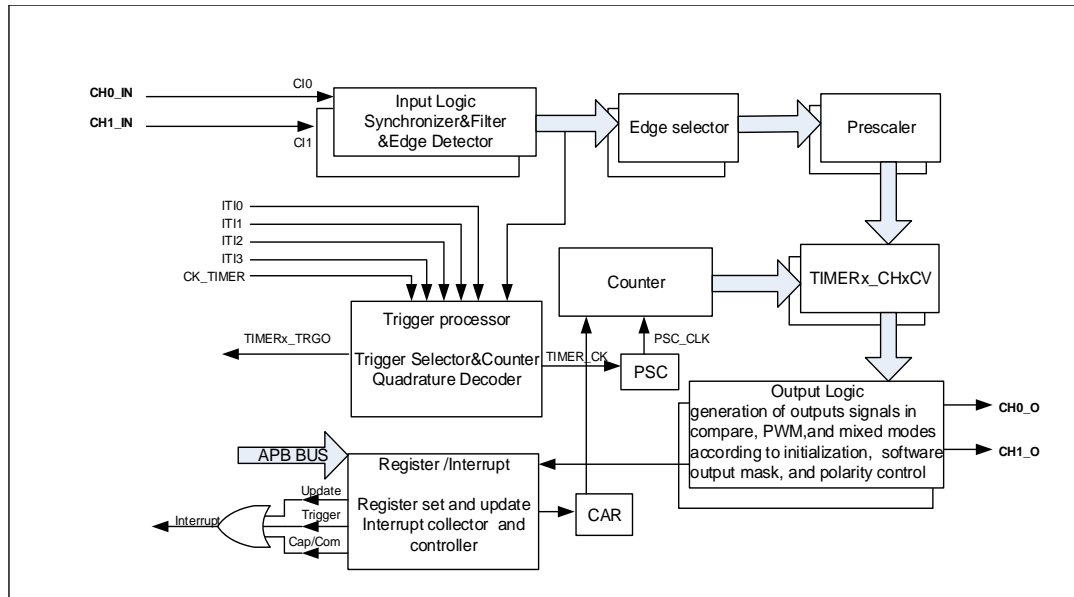 CH0_IN
CI0
CH1_IN
CI1
Input Logic
Synchronizer&Filter
&Edge Detector
Edge selector
Prescaler
ITI0
ITI1
ITI2
ITI3
CK_TIMER
Counter
TIMERx_CHxCV
Trigger processor
Trigger Selector&Counter
Quadrature Decoder
TIMERx_TRGO
TIMER_CK
PSC_CLK
PSC
Output Logic
generation of outputs signals in
compare, PWM,and mixed modes
according to initialization, software
output mask, and polarity control
CH0_O
CH1_O
APB BUS
Register /Interrupt
Register set and update
Interrupt collector and
controller
CAR
Update
Trigger
Cap/Com
Interrupt